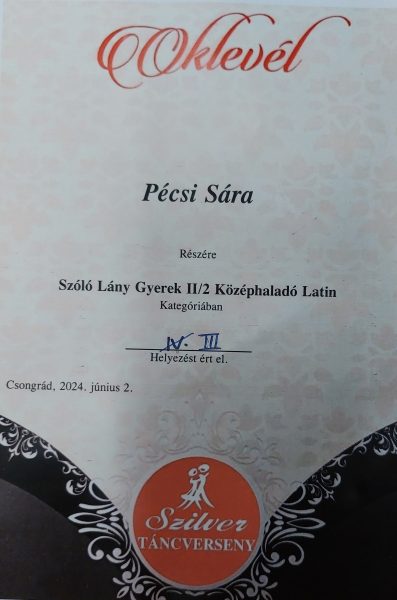 Oklevél
Pécsi Sára
Részére
Szóló Lány Gyerek II/2 Középhaladó Latin
Kategóriában
IV. III
Helyezést ért el.
Csongrád, 2024. június 2.
Szilver
TÁNCVERSENY